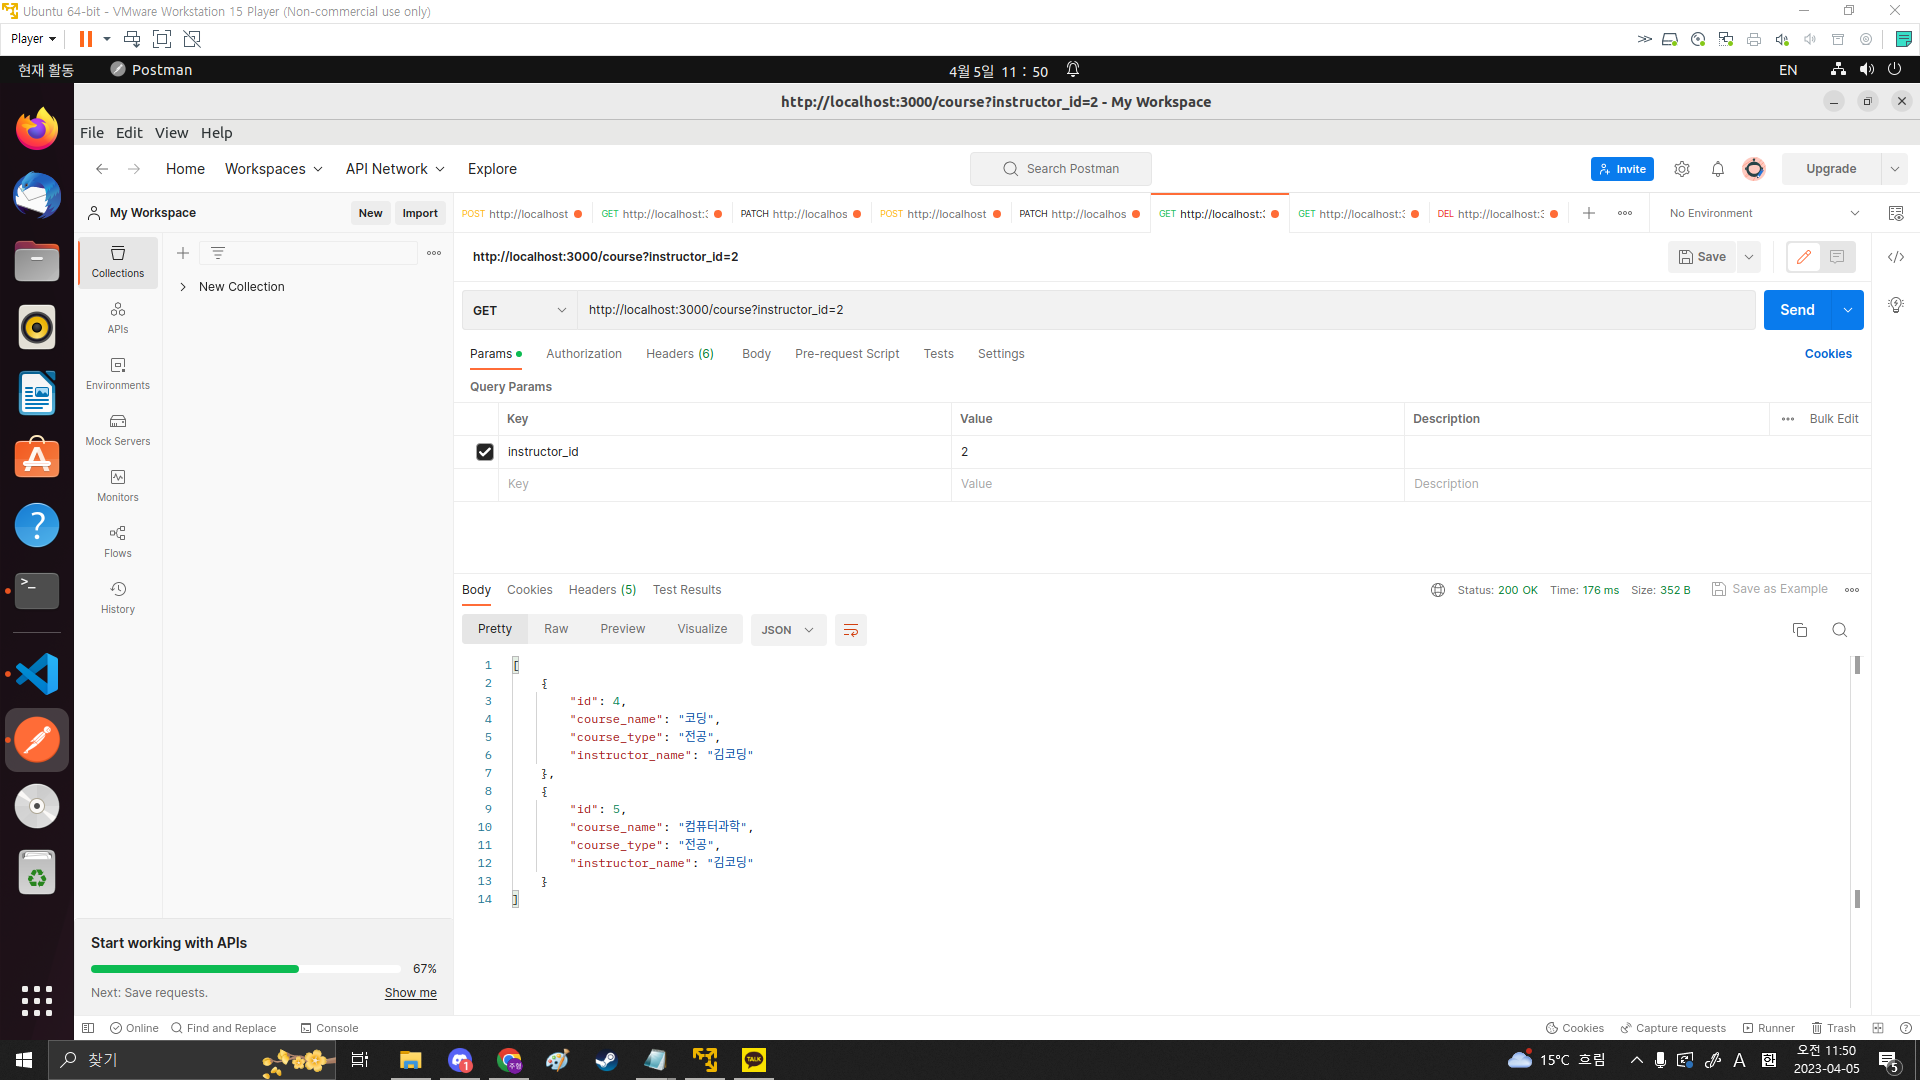 Ubuntu 64-bit - VMware Workstation 15 Player (Non-commercial use only)
Player
현재 활동 Postman 4월 5일 11 : 50 EN
http://localhost:3000/course?instructor_id=2 - My Workspace
File Edit View Help
Home Workspaces API Network Explore Search Postman Invite Upgrade
My Workspace New Import
POST http://localhost GET http://localhost:3 PATCH http://localhos POST http://localhost PATCH http://localhos GET http://localhost:3 GET http://localhost:3 DEL http://localhost:3 No Environment
Collections
APIs
Environments
Mock Servers
Monitors
Flows
History
New Collection
http://localhost:3000/course?instructor_id=2 Save
GET http://localhost:3000/course?instructor_id=2 Send
Params Authorization Headers (6) Body Pre-request Script Tests Settings Cookies
Query Params
Key Value Description Bulk Edit
instructor_id 2
Key Value Description
Body Cookies Headers (5) Test Results Status: 200 OK Time: 176 ms Size: 352 B Save as Example
Pretty Raw Preview Visualize JSON
1 [
2 {
3 "id": 4,
4 "course_name": "코딩",
5 "course_type": "전공",
6 "instructor_name": "김코딩"
7 },
8 {
9 "id": 5,
10 "course_name": "컴퓨터과학",
11 "course_type": "전공",
12 "instructor_name": "김코딩"
13 }
14 ]
Start working with APIs
67%
Next: Save requests. Show me
Online Find and Replace Console Cookies Capture requests Runner Trash
찾기 1 주형 TALK 15°C 흐림 A 한 오전 11:50
2023-04-05 5